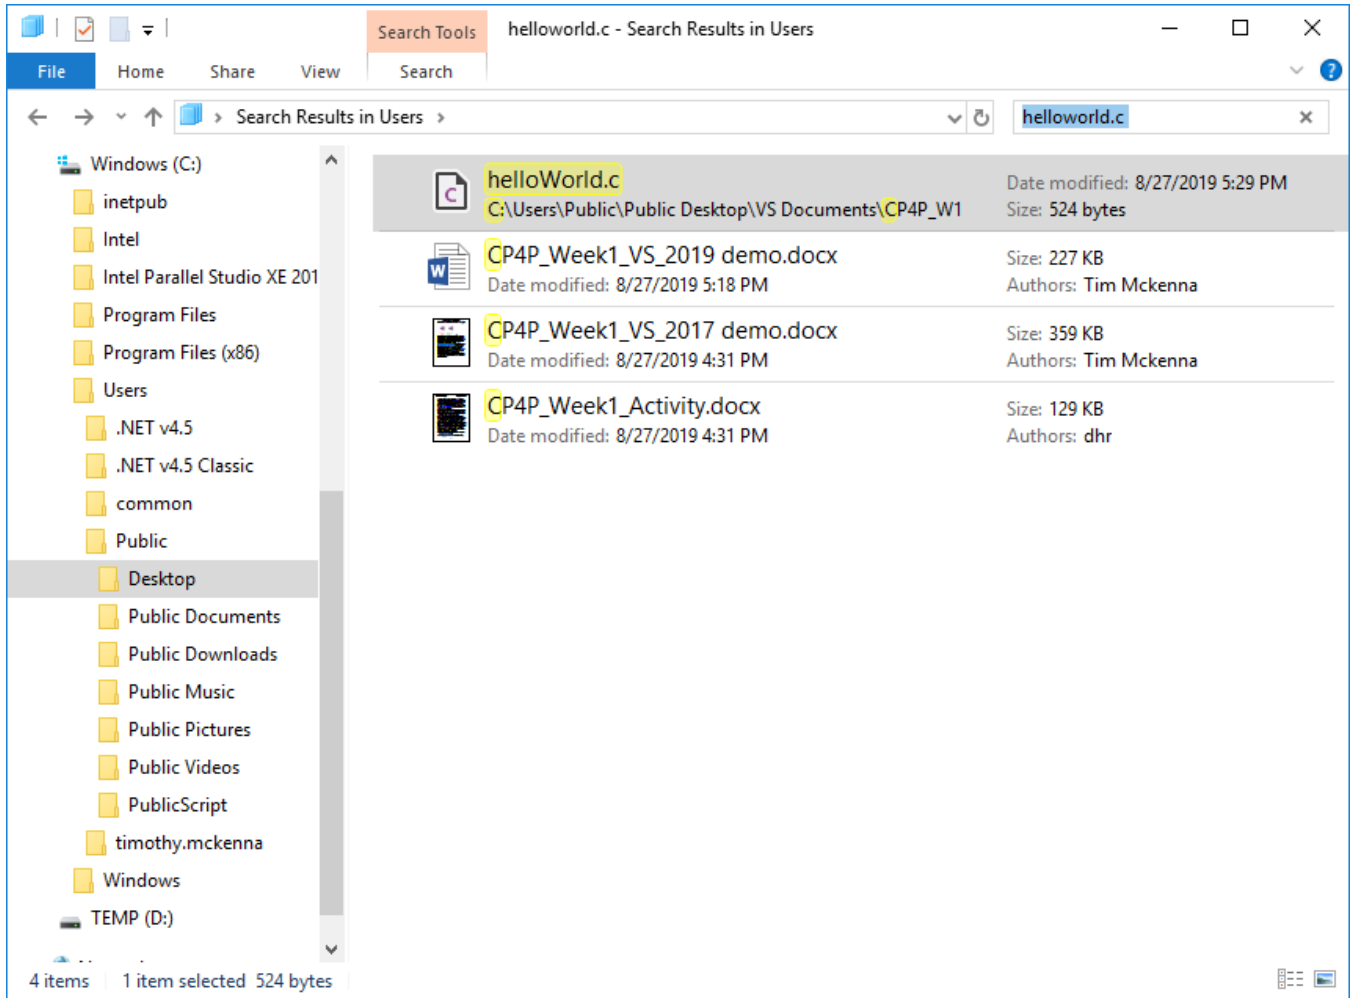 Search Tools
helloworld.c - Search Results in Users
File Home Share View Search
Search Results in Users
helloworld.c
Windows (C:)
inetpub
Intel
Intel Parallel Studio XE 201
Program Files
Program Files (x86)
Users
.NET v4.5
.NET v4.5 Classic
common
Public
Desktop
Public Documents
Public Downloads
Public Music
Public Pictures
Public Videos
PublicScript
timothy.mckenna
Windows
TEMP (D:)
helloWorld.c
C:\Users\Public\Public Desktop\VS Documents\CP4P_W1
Date modified: 8/27/2019 5:29 PM
Size: 524 bytes
CP4P_Week1_VS_2019 demo.docx
Date modified: 8/27/2019 5:18 PM
Size: 227 KB
Authors: Tim Mckenna
CP4P_Week1_VS_2017 demo.docx
Date modified: 8/27/2019 4:31 PM
Size: 359 KB
Authors: Tim Mckenna
CP4P_Week1_Activity.docx
Date modified: 8/27/2019 4:31 PM
Size: 129 KB
Authors: dhr
4 items 1 item selected 524 bytes